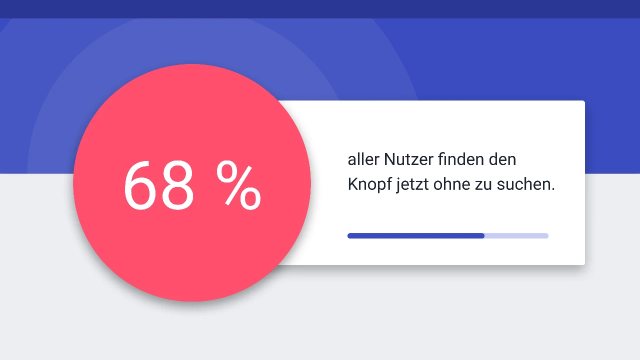 68 %
aller Nutzer finden den
Knopf jetzt ohne zu suchen.